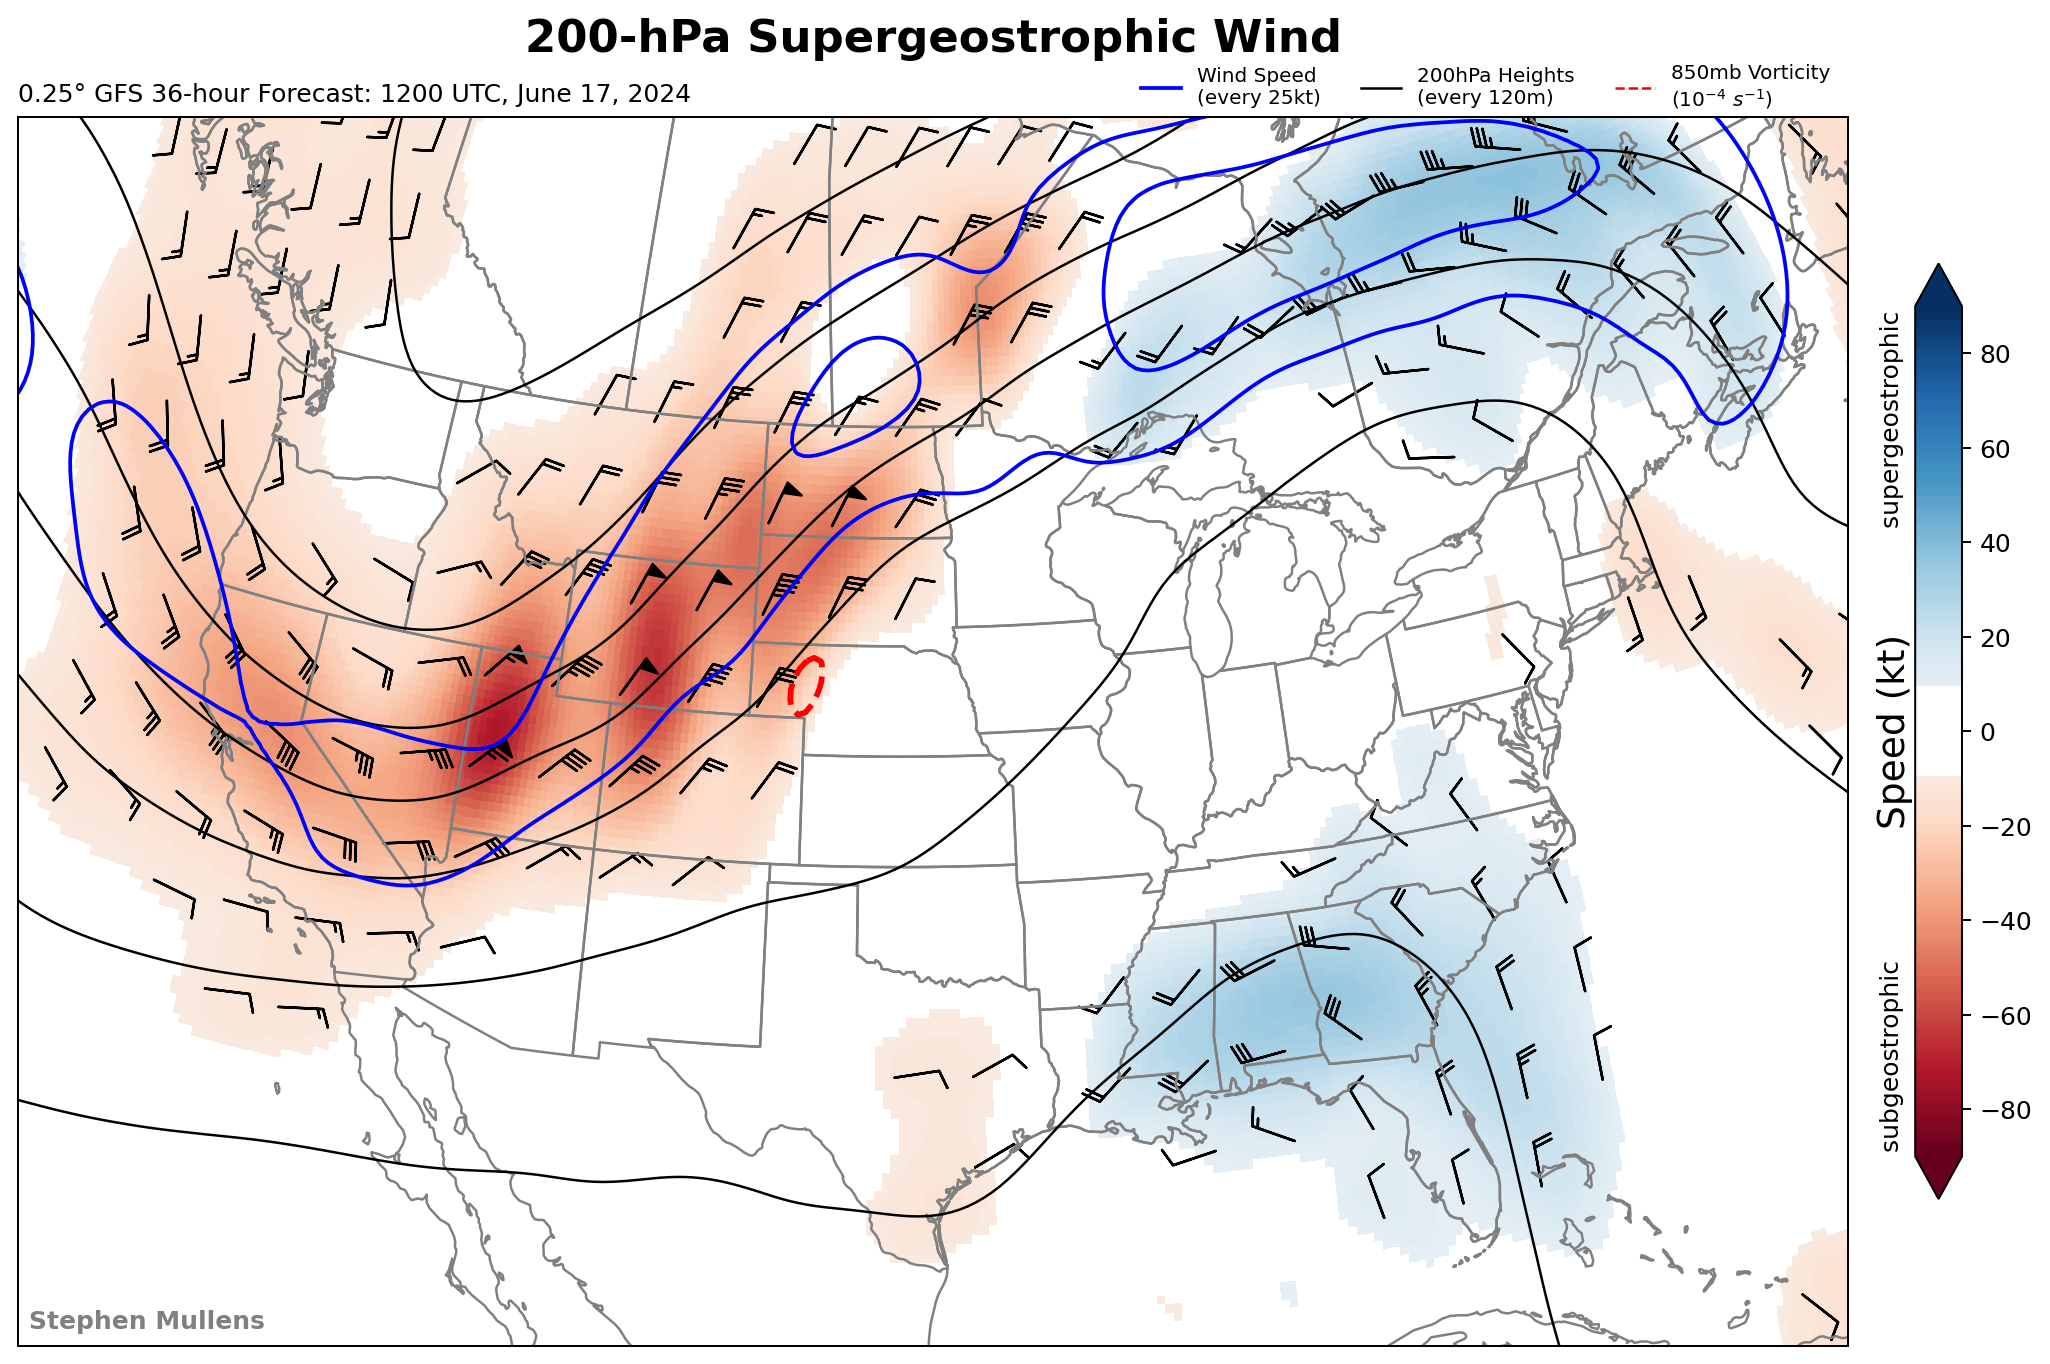 200-hPa Supergeostrophic Wind
0.25° GFS 36-hour Forecast: 1200 UTC, June 17, 2024
Wind Speed
(every 25kt)
200hPa Heights
(every 120m)
850mb Vorticity
(10⁻⁴ s⁻¹)
supergeostrophic
Speed (kt)
subgeostrophic
80
60
40
20
0
−20
−40
−60
−80
Stephen Mullens